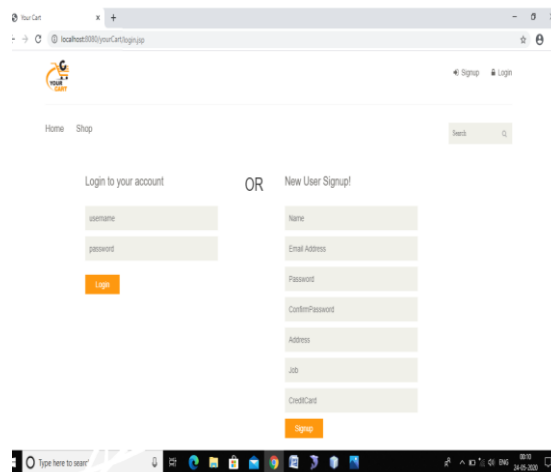 Your Cart
localhost:8080/yourCart/login.jsp
YOUR
CART
Signup Login
Home Shop
Search
Login to your account
OR
New User Signup!
username
password
Login
Name
Email Address
Password
ConfirmPassword
Address
Job
CreditCard
Signup
Type here to search
ENG
00:10
24-05-2020